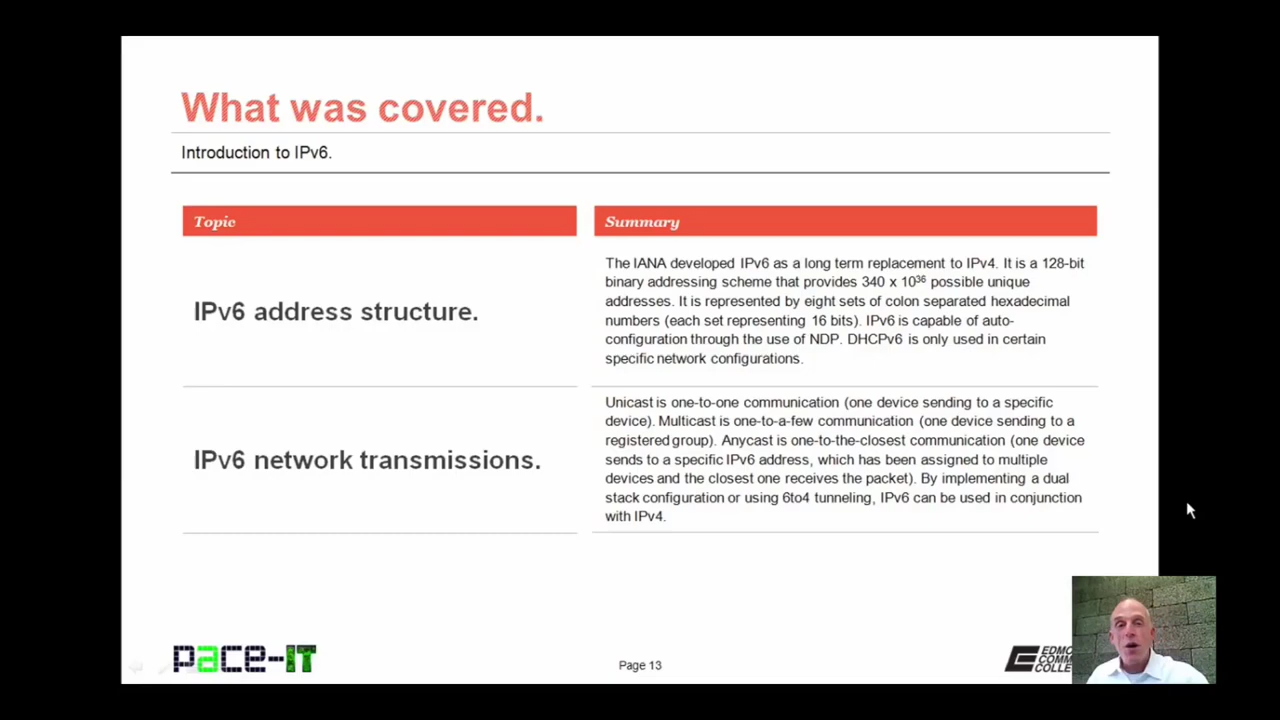 What was covered.
Introduction to IPv6.
Topic
Summary
IPv6 address structure.
The IANA developed IPv6 as a long term replacement to IPv4. It is a 128-bit
binary addressing scheme that provides 340 x 10³⁶ possible unique
addresses. It is represented by eight sets of colon separated hexadecimal
numbers (each set representing 16 bits). IPv6 is capable of auto-
configuration through the use of NDP. DHCPv6 is only used in certain
specific network configurations.
IPv6 network transmissions.
Unicast is one-to-one communication (one device sending to a specific
device). Multicast is one-to-a-few communication (one device sending to a
registered group). Anycast is one-to-the-closest communication (one device
sends to a specific IPv6 address, which has been assigned to multiple
devices and the closest one receives the packet). By implementing a dual
stack configuration or using 6to4 tunneling, IPv6 can be used in conjunction
with IPv4.
pace-IT
Page 13